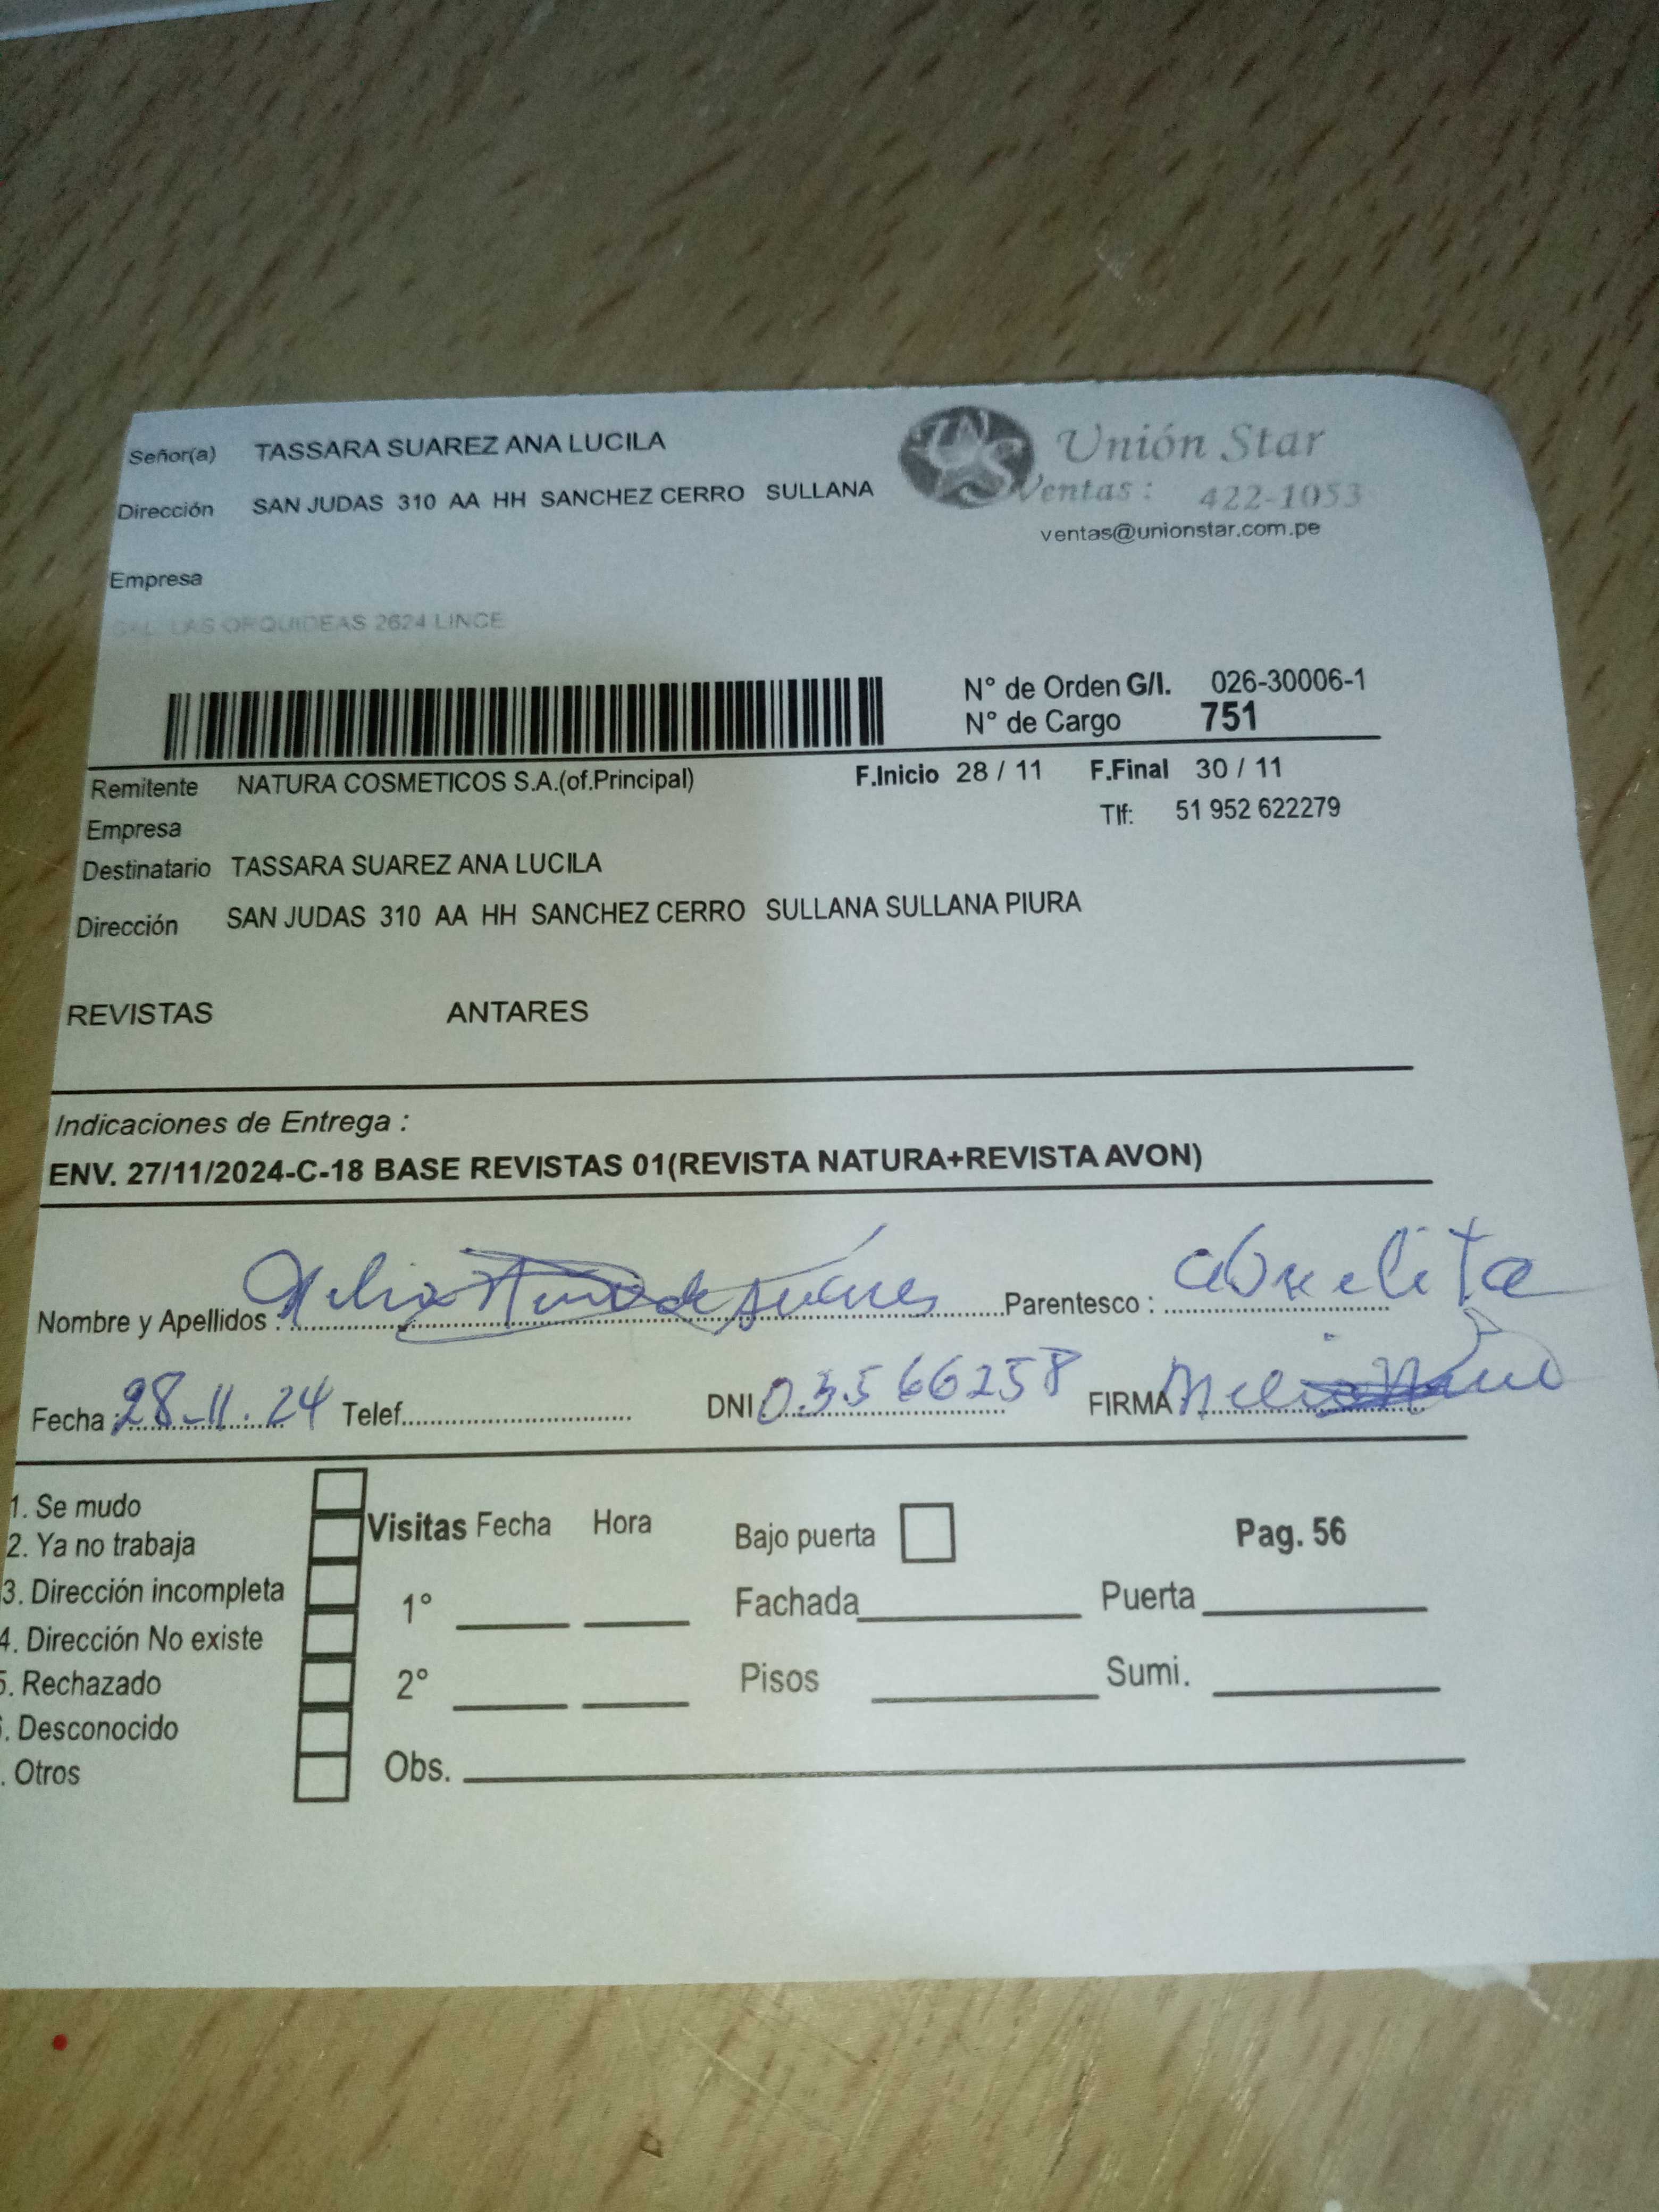 Señor(a) TASSARA SUAREZ ANA LUCILA
Dirección SAN JUDAS 310 AA HH SANCHEZ CERRO SULLANA
Unión Star
Ventas : 422-1053
ventas@unionstar.com.pe
Empresa
LAS ORQUIDEAS 2624 LINCE
N° de Orden G/I. 026-30006-1
N° de Cargo 751
Remitente NATURA COSMETICOS S.A.(of.Principal) F.Inicio 28 / 11 F.Final 30 / 11
Empresa Tlf: 51 952 622279
Destinatario TASSARA SUAREZ ANA LUCILA
Dirección SAN JUDAS 310 AA HH SANCHEZ CERRO SULLANA SULLANA PIURA
REVISTAS ANTARES
Indicaciones de Entrega :
ENV. 27/11/2024-C-18 BASE REVISTAS 01(REVISTA NATURA+REVISTA AVON)
Nombre y Apellidos : Parentesco : abuelita
Fecha 28-11-24 Telef. DNI 03566258 FIRMA
1. Se mudo
2. Ya no trabaja
3. Dirección incompleta
4. Dirección No existe
5. Rechazado
. Desconocido
. Otros
Visitas Fecha Hora
1°
2°
Obs.
Bajo puerta Pag. 56
Fachada Puerta
Pisos Sumi.